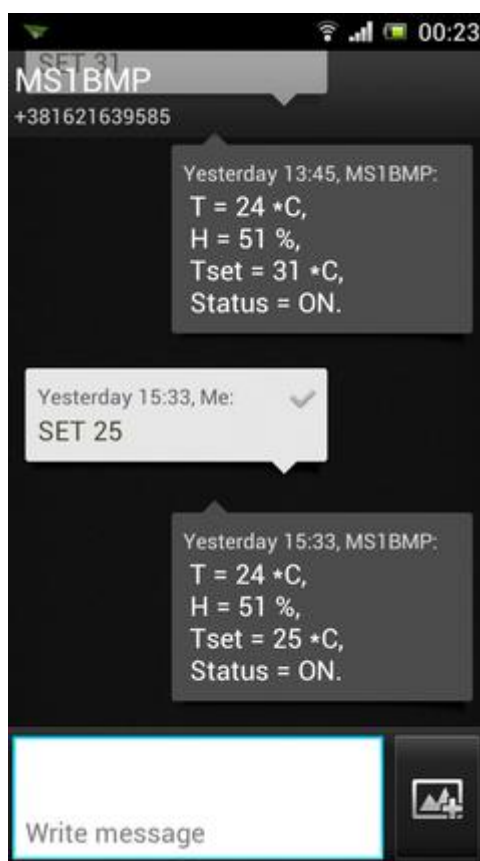 00:23
SET 31
MS1BMP
+381621639585
Yesterday 13:45, MS1BMP:
T = 24 *C,
H = 51 %,
Tset = 31 *C,
Status = ON.
Yesterday 15:33, Me:
SET 25
Yesterday 15:33, MS1BMP:
T = 24 *C,
H = 51 %,
Tset = 25 *C,
Status = ON.
Write message